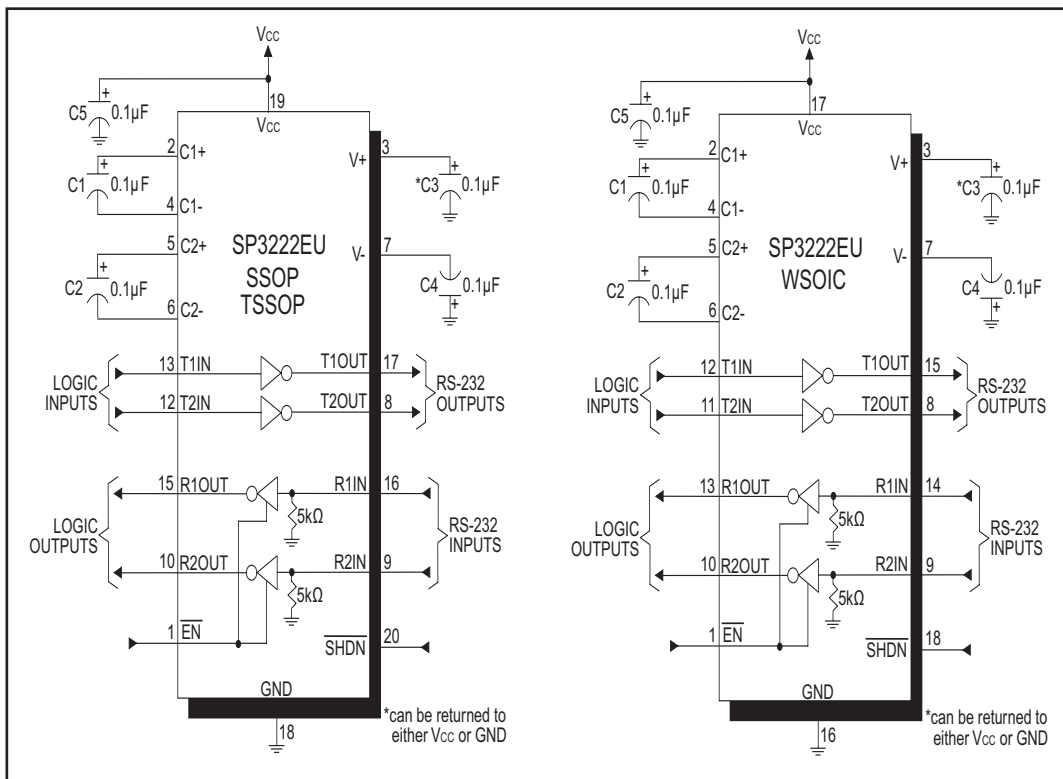 VCC
19
C5
+
0.1µF
VCC
2
C1+
C1
+
0.1µF
4
C1-
5
C2+
C2
+
0.1µF
6
C2-
SP3222EU
SSOP
TSSOP
V+
3
*C3
+
0.1µF
V-
7
C4
0.1µF
+
LOGIC
INPUTS
13
T1IN
T1OUT
17
12
T2IN
T2OUT
8
RS-232
OUTPUTS
LOGIC
OUTPUTS
15
R1OUT
R1IN
16
5kΩ
10
R2OUT
R2IN
9
5kΩ
RS-232
INPUTS
1
EN
SHDN
20
GND
18
*can be returned to
either VCC or GND
VCC
17
C5
+
0.1µF
VCC
2
C1+
C1
+
0.1µF
4
C1-
5
C2+
C2
+
0.1µF
6
C2-
SP3222EU
WSOIC
V+
3
*C3
+
0.1µF
V-
7
C4
0.1µF
+
LOGIC
INPUTS
12
T1IN
T1OUT
15
11
T2IN
T2OUT
8
RS-232
OUTPUTS
LOGIC
OUTPUTS
13
R1OUT
R1IN
14
5kΩ
10
R2OUT
R2IN
9
5kΩ
RS-232
INPUTS
1
EN
SHDN
18
GND
16
*can be returned to
either VCC or GND